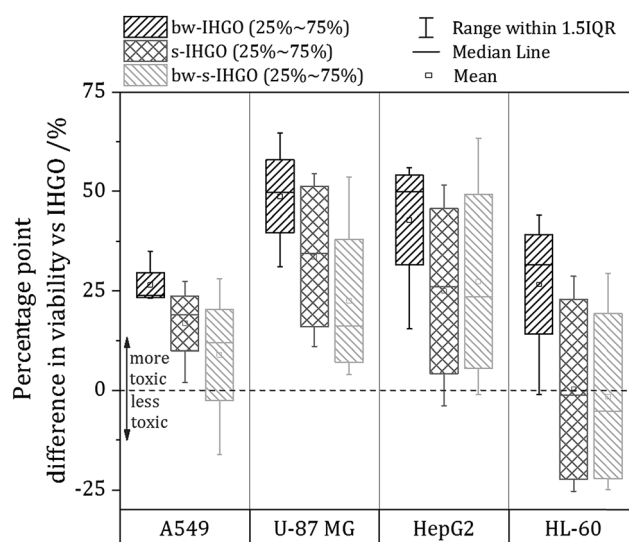 bw-IHGO (25%~75%)
s-IHGO (25%~75%)
bw-s-IHGO (25%~75%)
Range within 1.5IQR
Median Line
Mean
Percentage point
difference in viability vs IHGO /%
75
50
25
0
-25
more
toxic
less
toxic
A549
U-87 MG
HepG2
HL-60